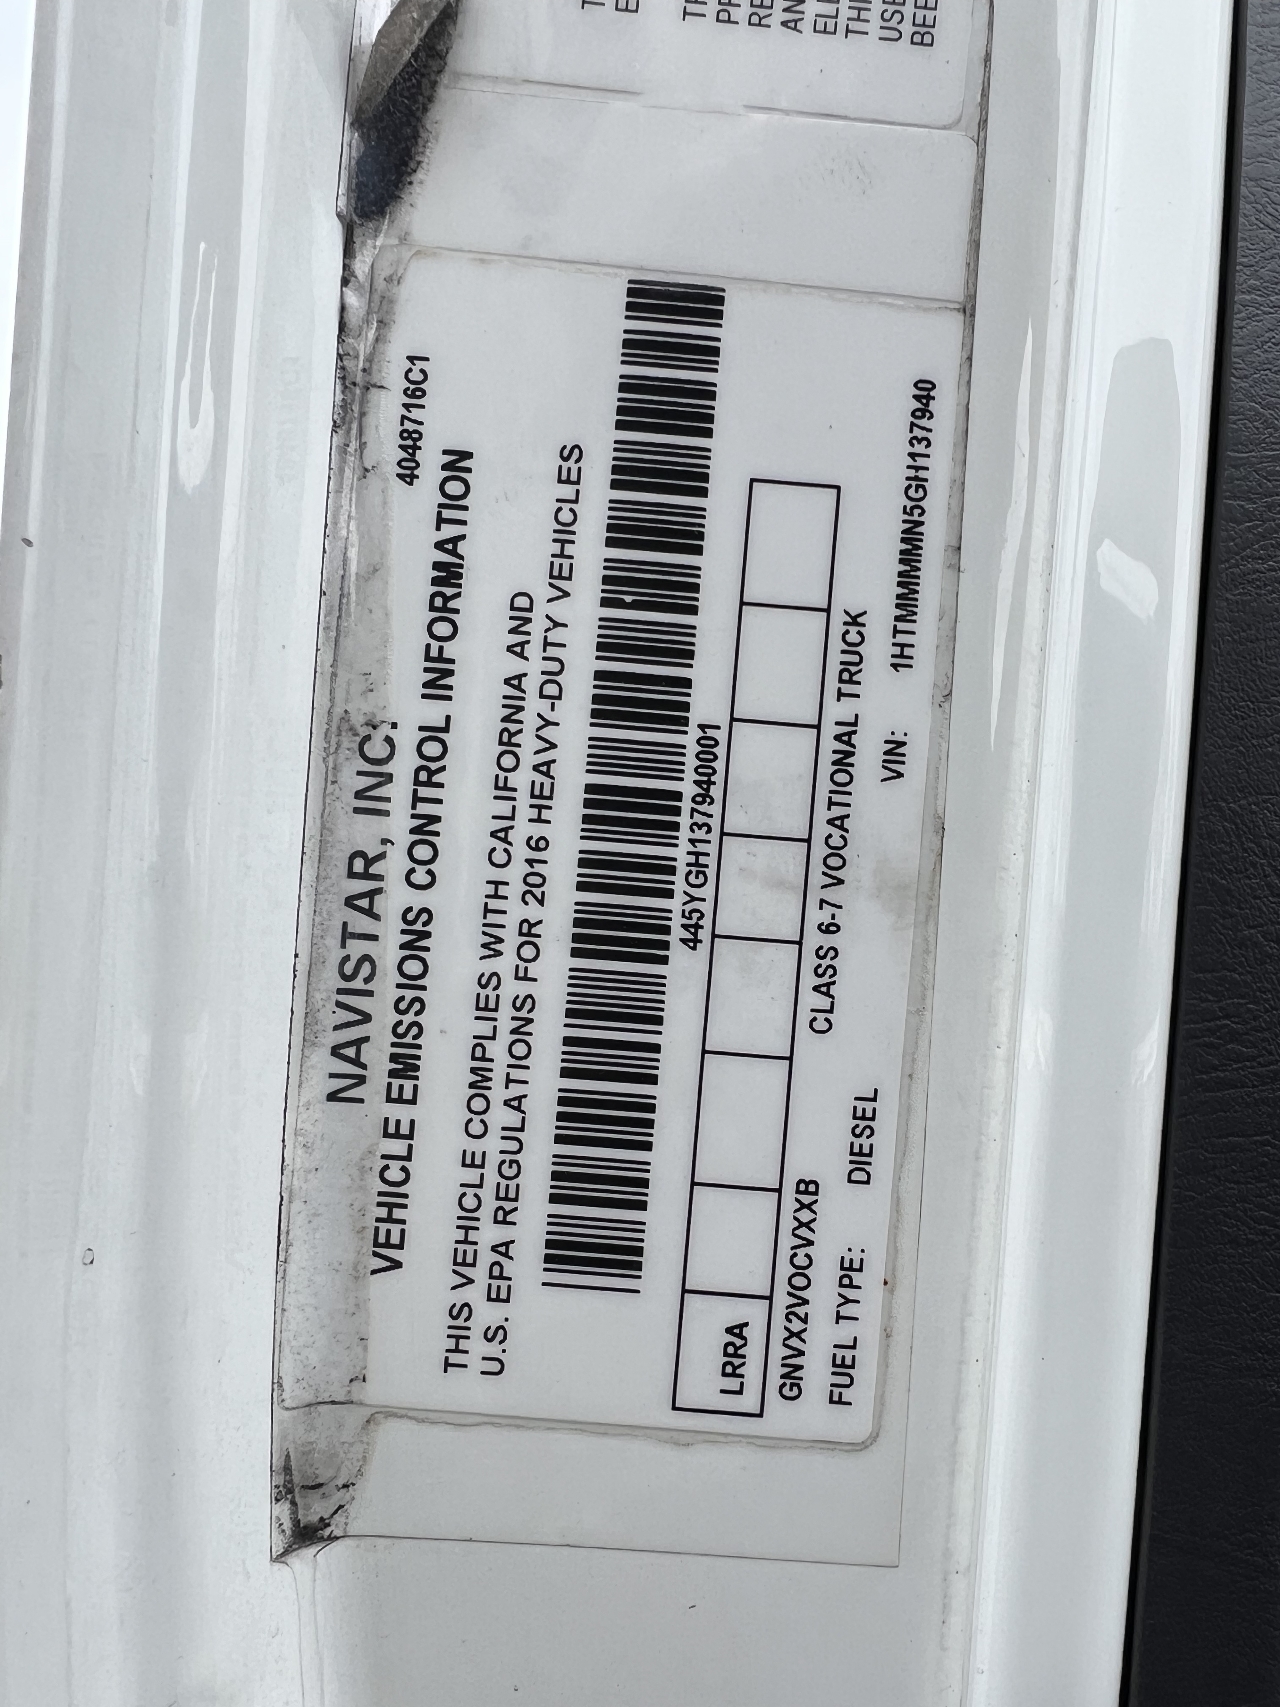 4048716C1
NAVISTAR, INC.
VEHICLE EMISSIONS CONTROL INFORMATION
THIS VEHICLE COMPLIES WITH CALIFORNIA AND
U.S. EPA REGULATIONS FOR 2016 HEAVY-DUTY VEHICLES
445YGH137940001
LRRA
GNVX2VOCVXXB CLASS 6-7 VOCATIONAL TRUCK
FUEL TYPE: DIESEL VIN: 1HTMMMMN5GH137940